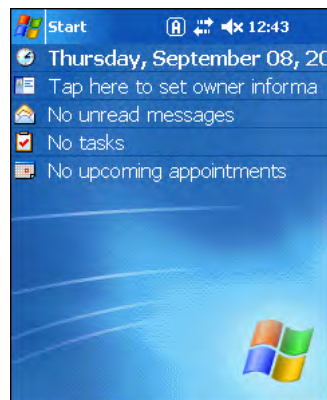 Start A 12:43
Thursday, September 08, 20
Tap here to set owner informa
No unread messages
No tasks
No upcoming appointments